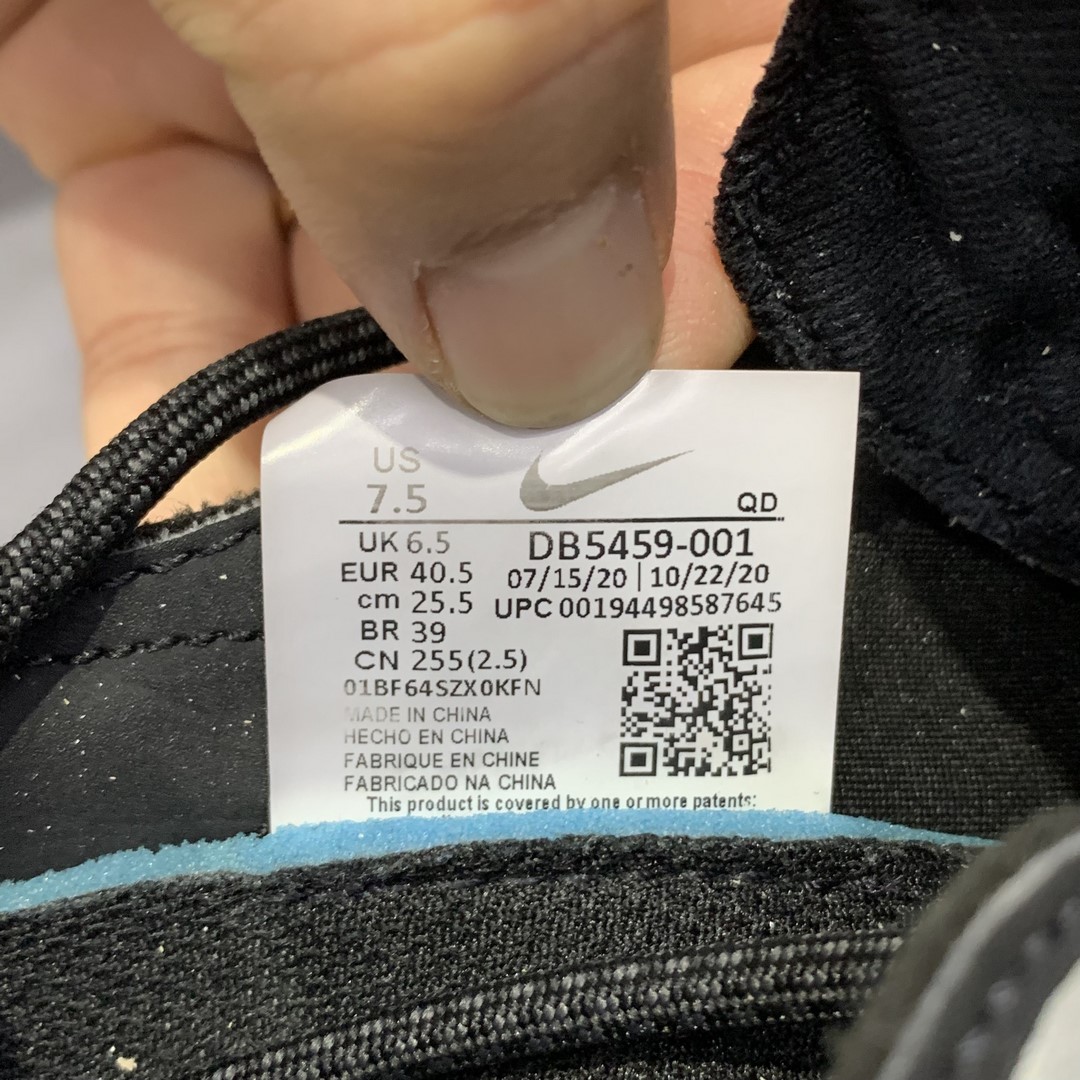 US
7.5
QD
UK 6.5
EUR 40.5
cm 25.5
BR 39
CN 255(2.5)
DB5459-001
07/15/20 | 10/22/20
UPC 00194498587645
01BF64SZX0KFN
MADE IN CHINA
HECHO EN CHINA
FABRIQUE EN CHINE
FABRICADO NA CHINA
This product is covered by one or more patents: